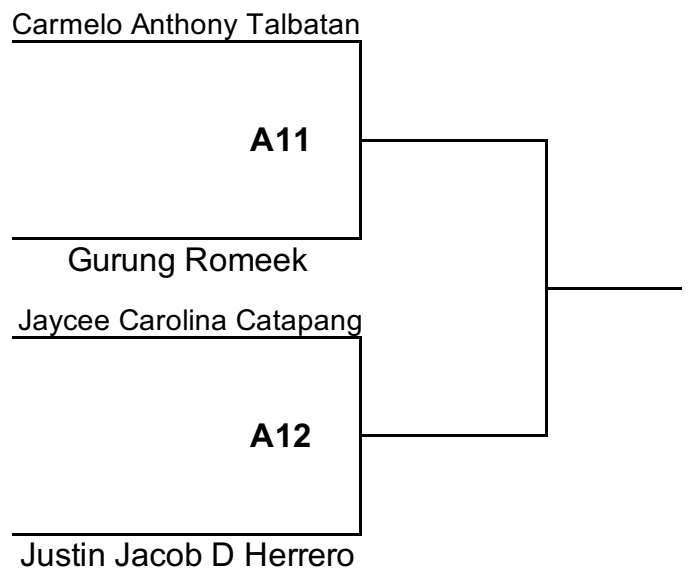 Carmelo Anthony Talbatan
A11
Gurung Romeek
Jaycee Carolina Catapang
A12
Justin Jacob D Herrero